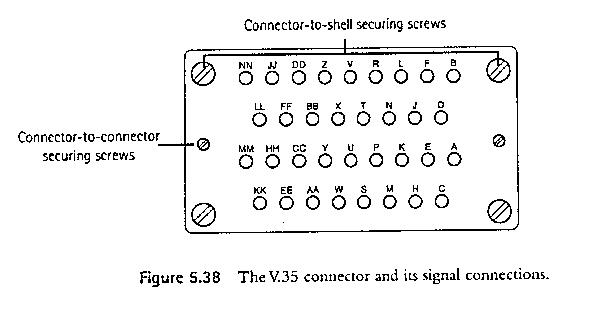 Connector-to-shell securing screws
NN JJ DD Z V R L F B
LL FF BB X T N J D
Connector-to-connector
securing screws
MM HH CC Y U P K E A
KK EE AA W S M H C
Figure 5.38 The V.35 connector and its signal connections.